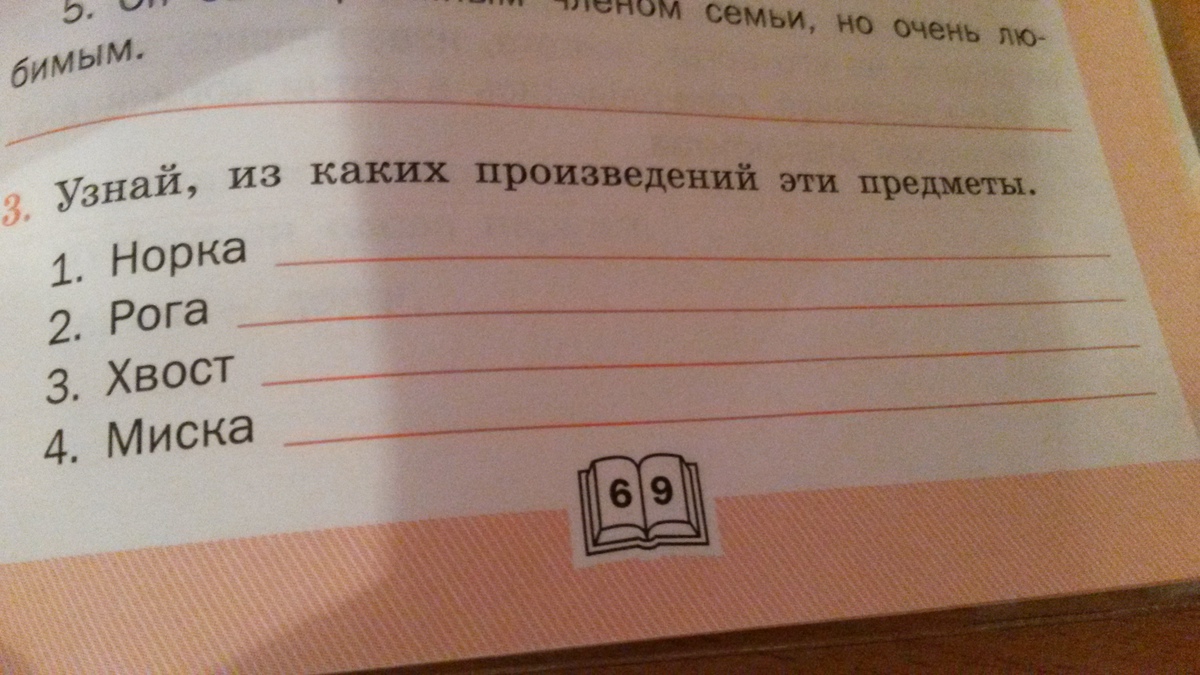 5. членом семьи, но очень лю-
бимым.
3. Узнай, из каких произведений эти предметы.
1. Норка
2. Рога
3. Хвост
4. Миска
69